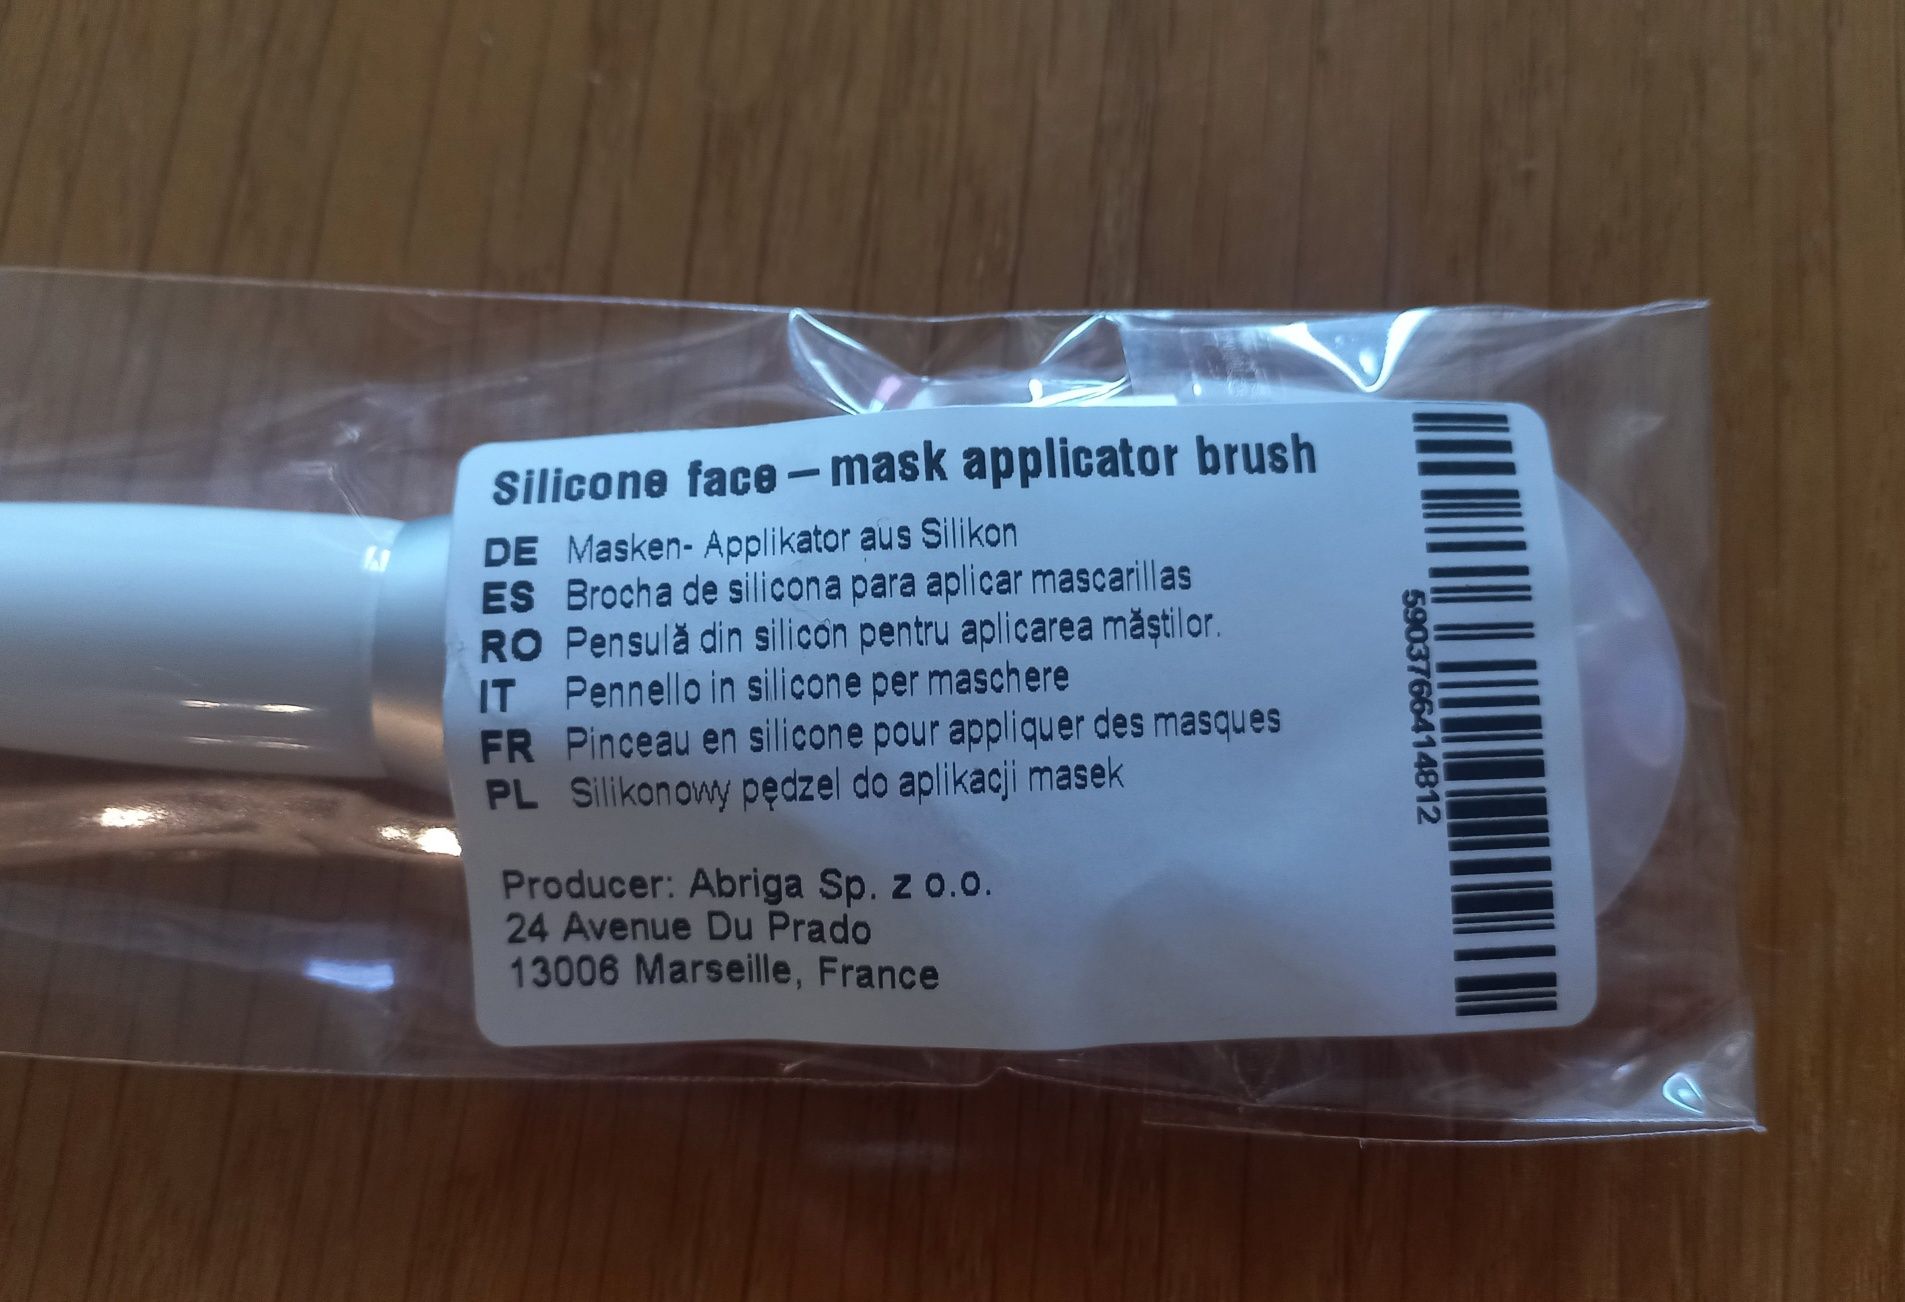 Silicone face – mask applicator brush
DE Masken- Applikator aus Silikon
ES Brocha de silicona para aplicar mascarillas
RO Pensulă din silicon pentru aplicarea măștilor.
IT Pennello in silicone per maschere
FR Pinceau en silicone pour appliquer des masques
PL Silikonowy pędzel do aplikacji masek
Producer: Abriga Sp. z o.o.
24 Avenue Du Prado
13006 Marseille, France
5903766414812